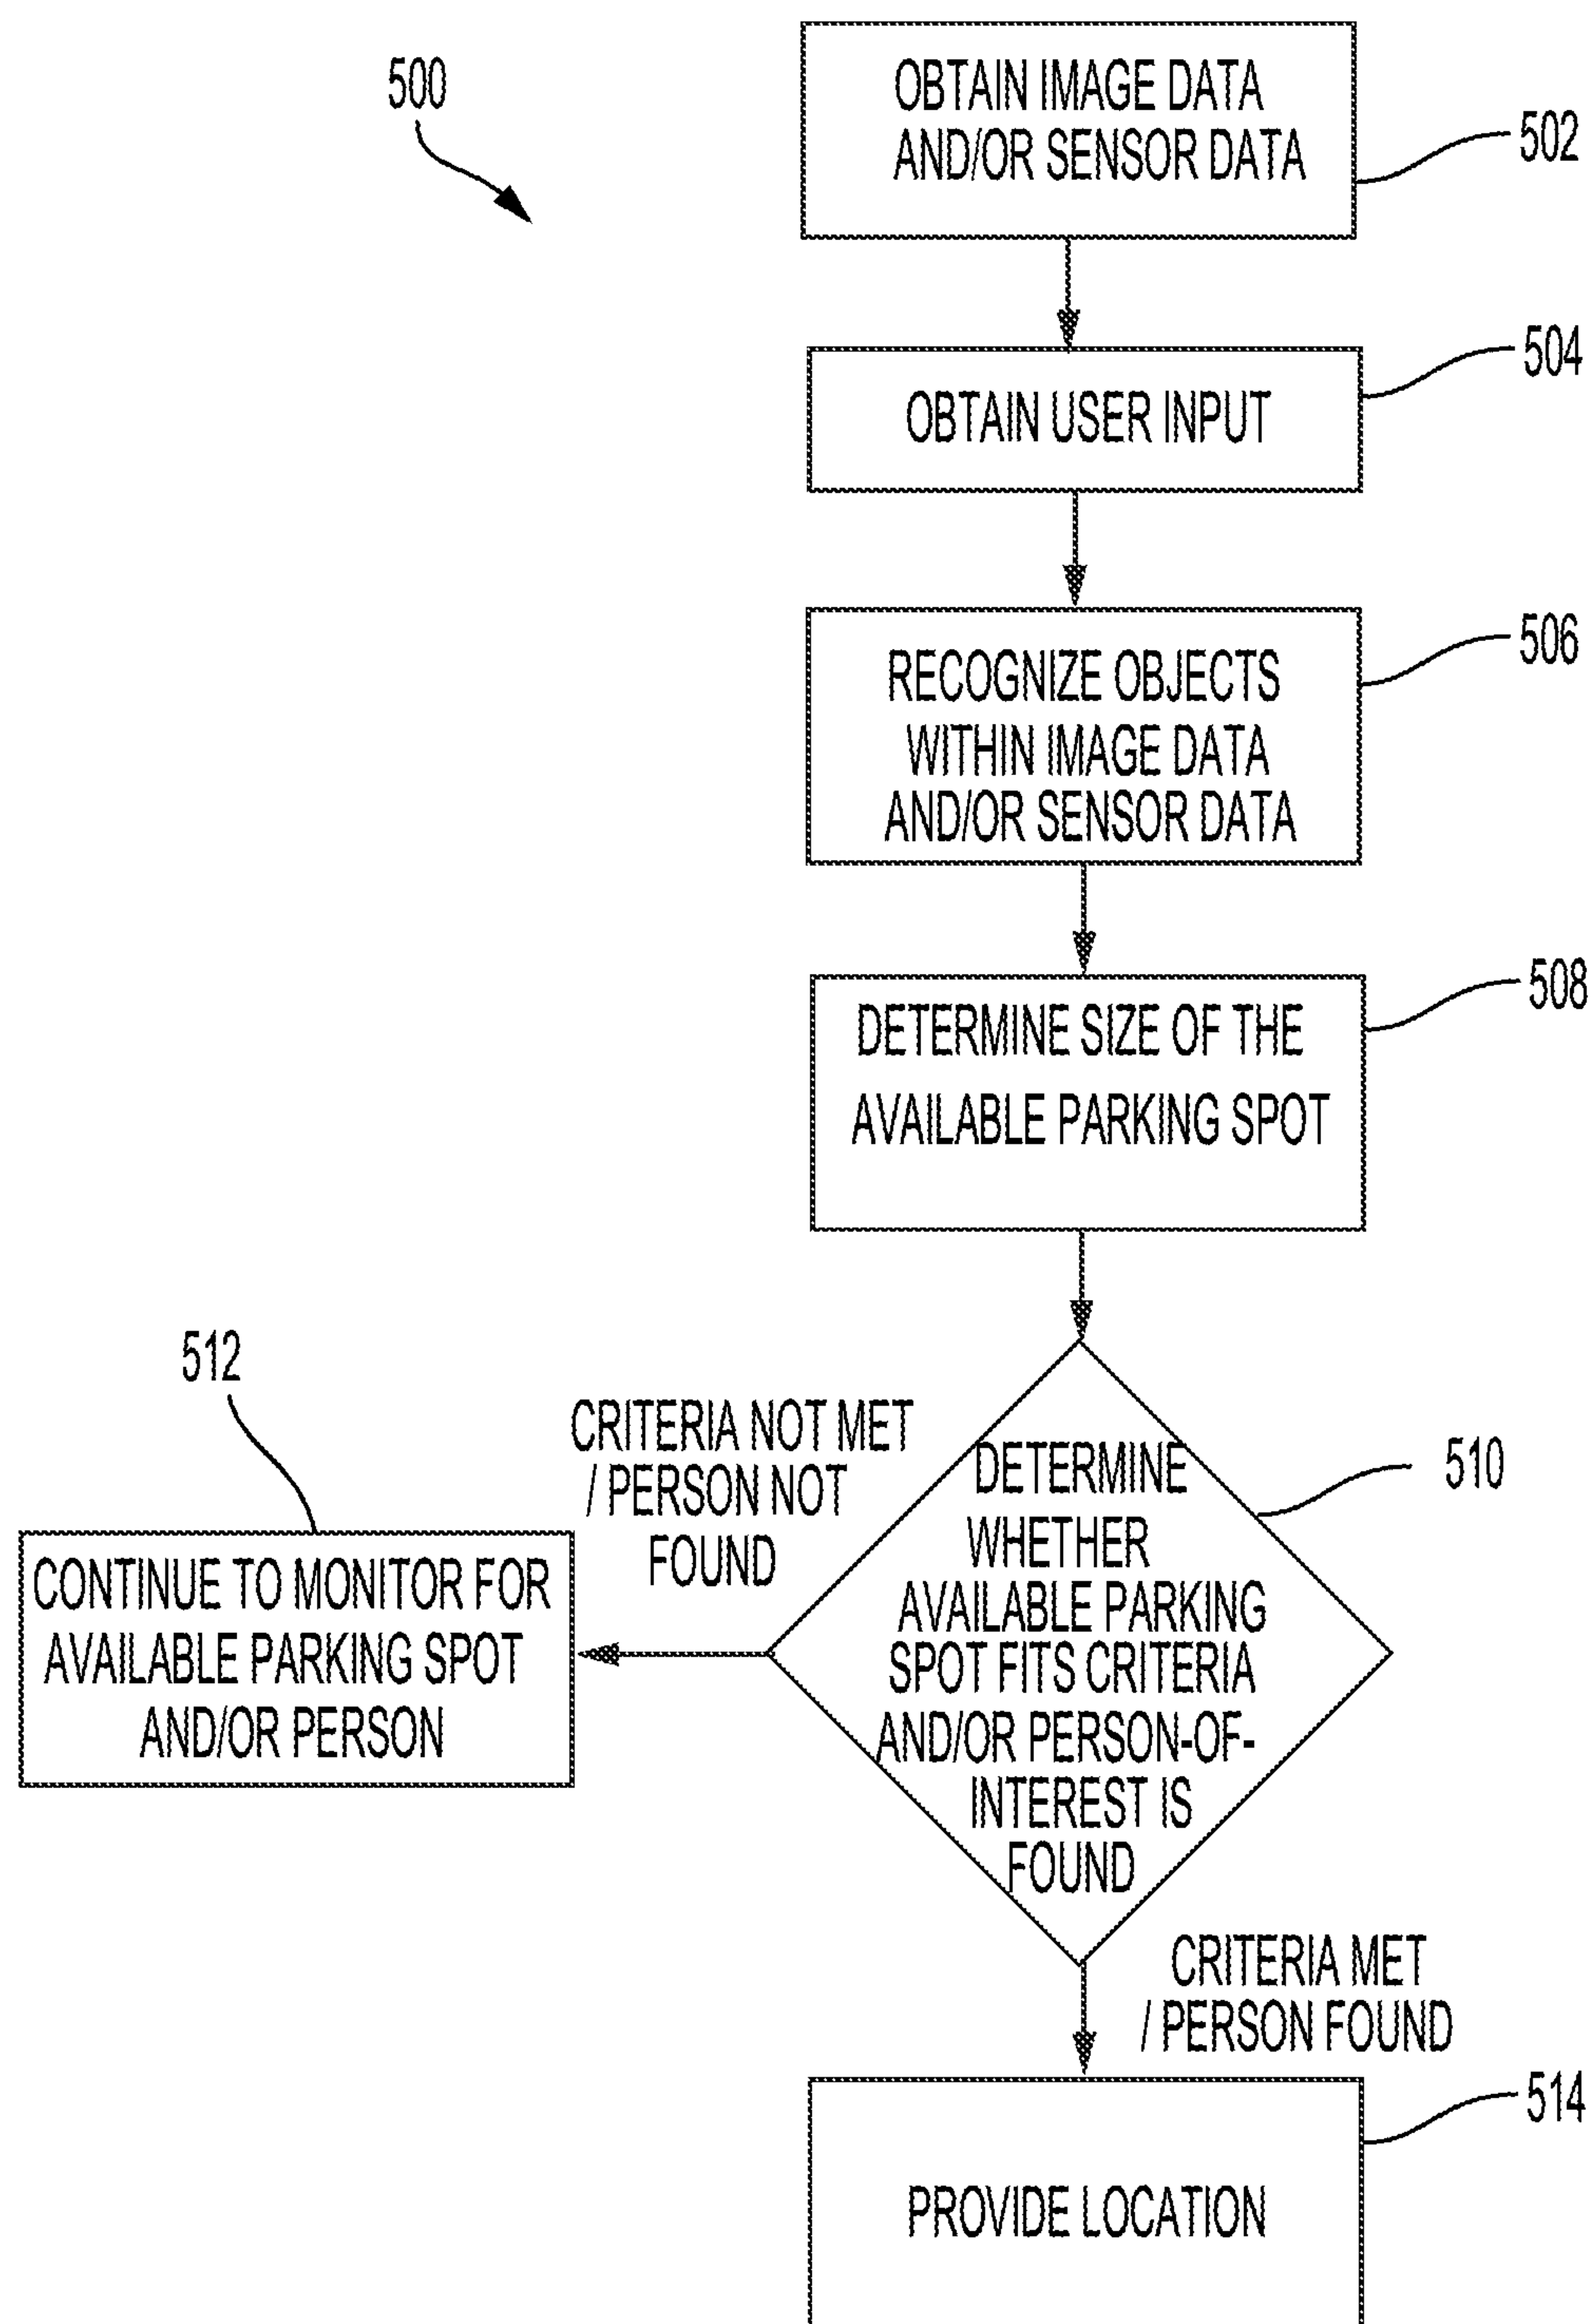 500
OBTAIN IMAGE DATA
AND/OR SENSOR DATA
502
OBTAIN USER INPUT
504
RECOGNIZE OBJECTS
WITHIN IMAGE DATA
AND/OR SENSOR DATA
506
DETERMINE SIZE OF THE
AVAILABLE PARKING SPOT
508
DETERMINE
WHETHER
AVAILABLE PARKING
SPOT FITS CRITERIA
AND/OR PERSON-OF-
INTEREST IS
FOUND
510
CRITERIA NOT MET
/ PERSON NOT
FOUND
512
CONTINUE TO MONITOR FOR
AVAILABLE PARKING SPOT
AND/OR PERSON
CRITERIA MET
/ PERSON FOUND
514
PROVIDE LOCATION